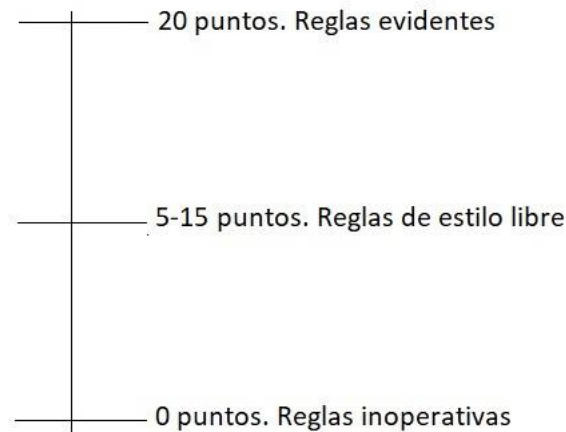 20 puntos. Reglas evidentes
5-15 puntos. Reglas de estilo libre
0 puntos. Reglas inoperativas